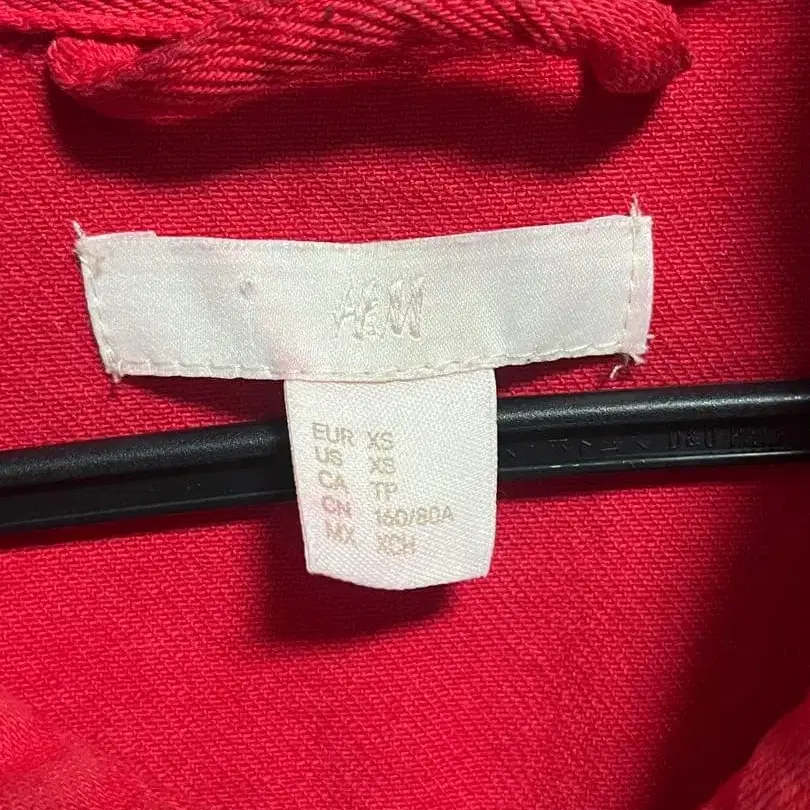 H&M
EUR XS
US XS
CA TP
CN 160/80A
MX XCH